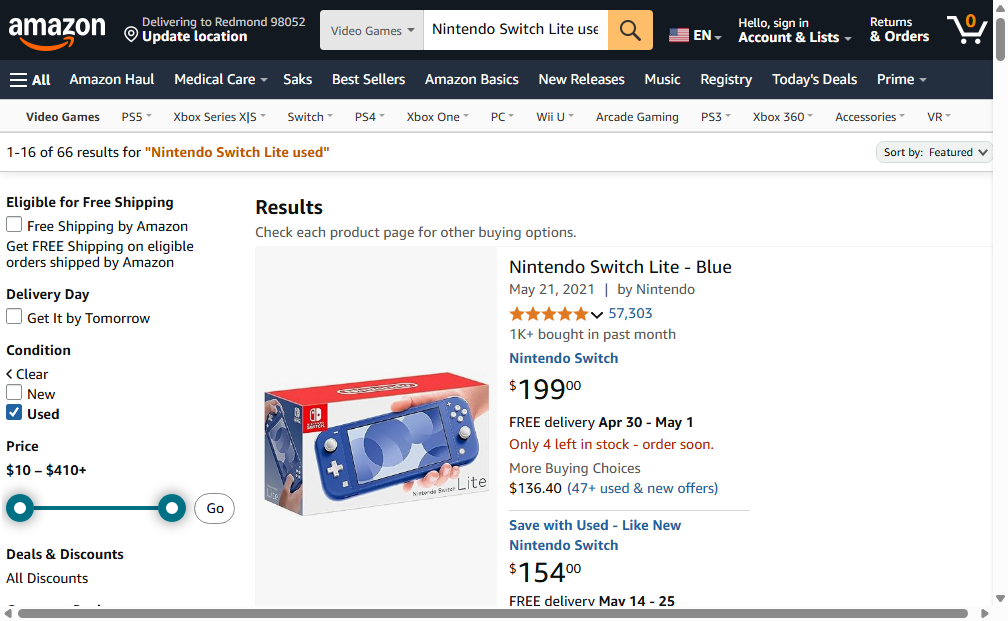 amazon
Delivering to Redmond 98052
Update location
Video Games
Nintendo Switch Lite use
EN
Hello, sign in
Account & Lists
Returns
& Orders
0
All
Amazon Haul
Medical Care
Saks
Best Sellers
Amazon Basics
New Releases
Music
Registry
Today's Deals
Prime
Video Games
PS5
Xbox Series X|S
Switch
PS4
Xbox One
PC
Wii U
Arcade Gaming
PS3
Xbox 360
Accessories
VR
1-16 of 66 results for "Nintendo Switch Lite used"
Sort by: Featured
Eligible for Free Shipping
Free Shipping by Amazon
Get FREE Shipping on eligible
orders shipped by Amazon
Delivery Day
Get It by Tomorrow
Condition
Clear
New
Used
Price
$10 – $410+
Go
Deals & Discounts
All Discounts
Results
Check each product page for other buying options.
Nintendo Switch Lite
Nintendo Switch Lite - Blue
May 21, 2021 | by Nintendo
57,303
1K+ bought in past month
Nintendo Switch
$19900
FREE delivery Apr 30 - May 1
Only 4 left in stock - order soon.
More Buying Choices
$136.40 (47+ used & new offers)
Save with Used - Like New
Nintendo Switch
$15400
FREE delivery May 14 - 25